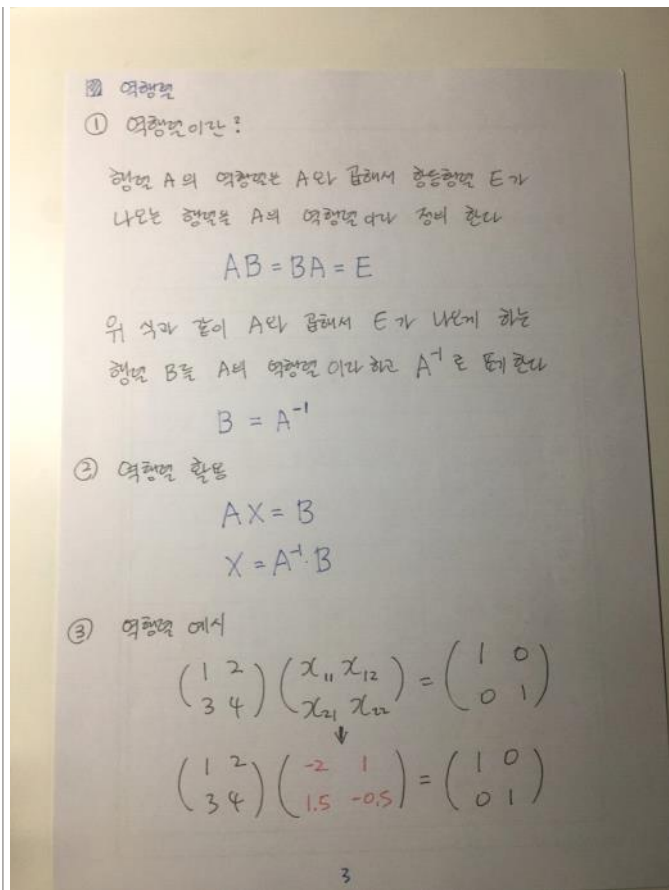 역행렬
① 역행렬이란?
행렬 A의 역행렬은 A와 곱해서 항등행렬 E가
나오는 행렬을 A의 역행렬이라 정의 한다
AB = BA = E
위 식과 같이 A와 곱해서 E가 나오게 하는
행렬 B를 A의 역행렬 이라 하고 A⁻¹로 표기 한다
B = A⁻¹
② 역행렬 활용
AX = B
X = A⁻¹·B
③ 역행렬 예시
(1 2) (x₁₁ x₁₂) = (1 0)
(3 4) (x₂₁ x₂₂) (0 1)
↓
(1 2) (-2 1) = (1 0)
(3 4) (1.5 -0.5) (0 1)
3